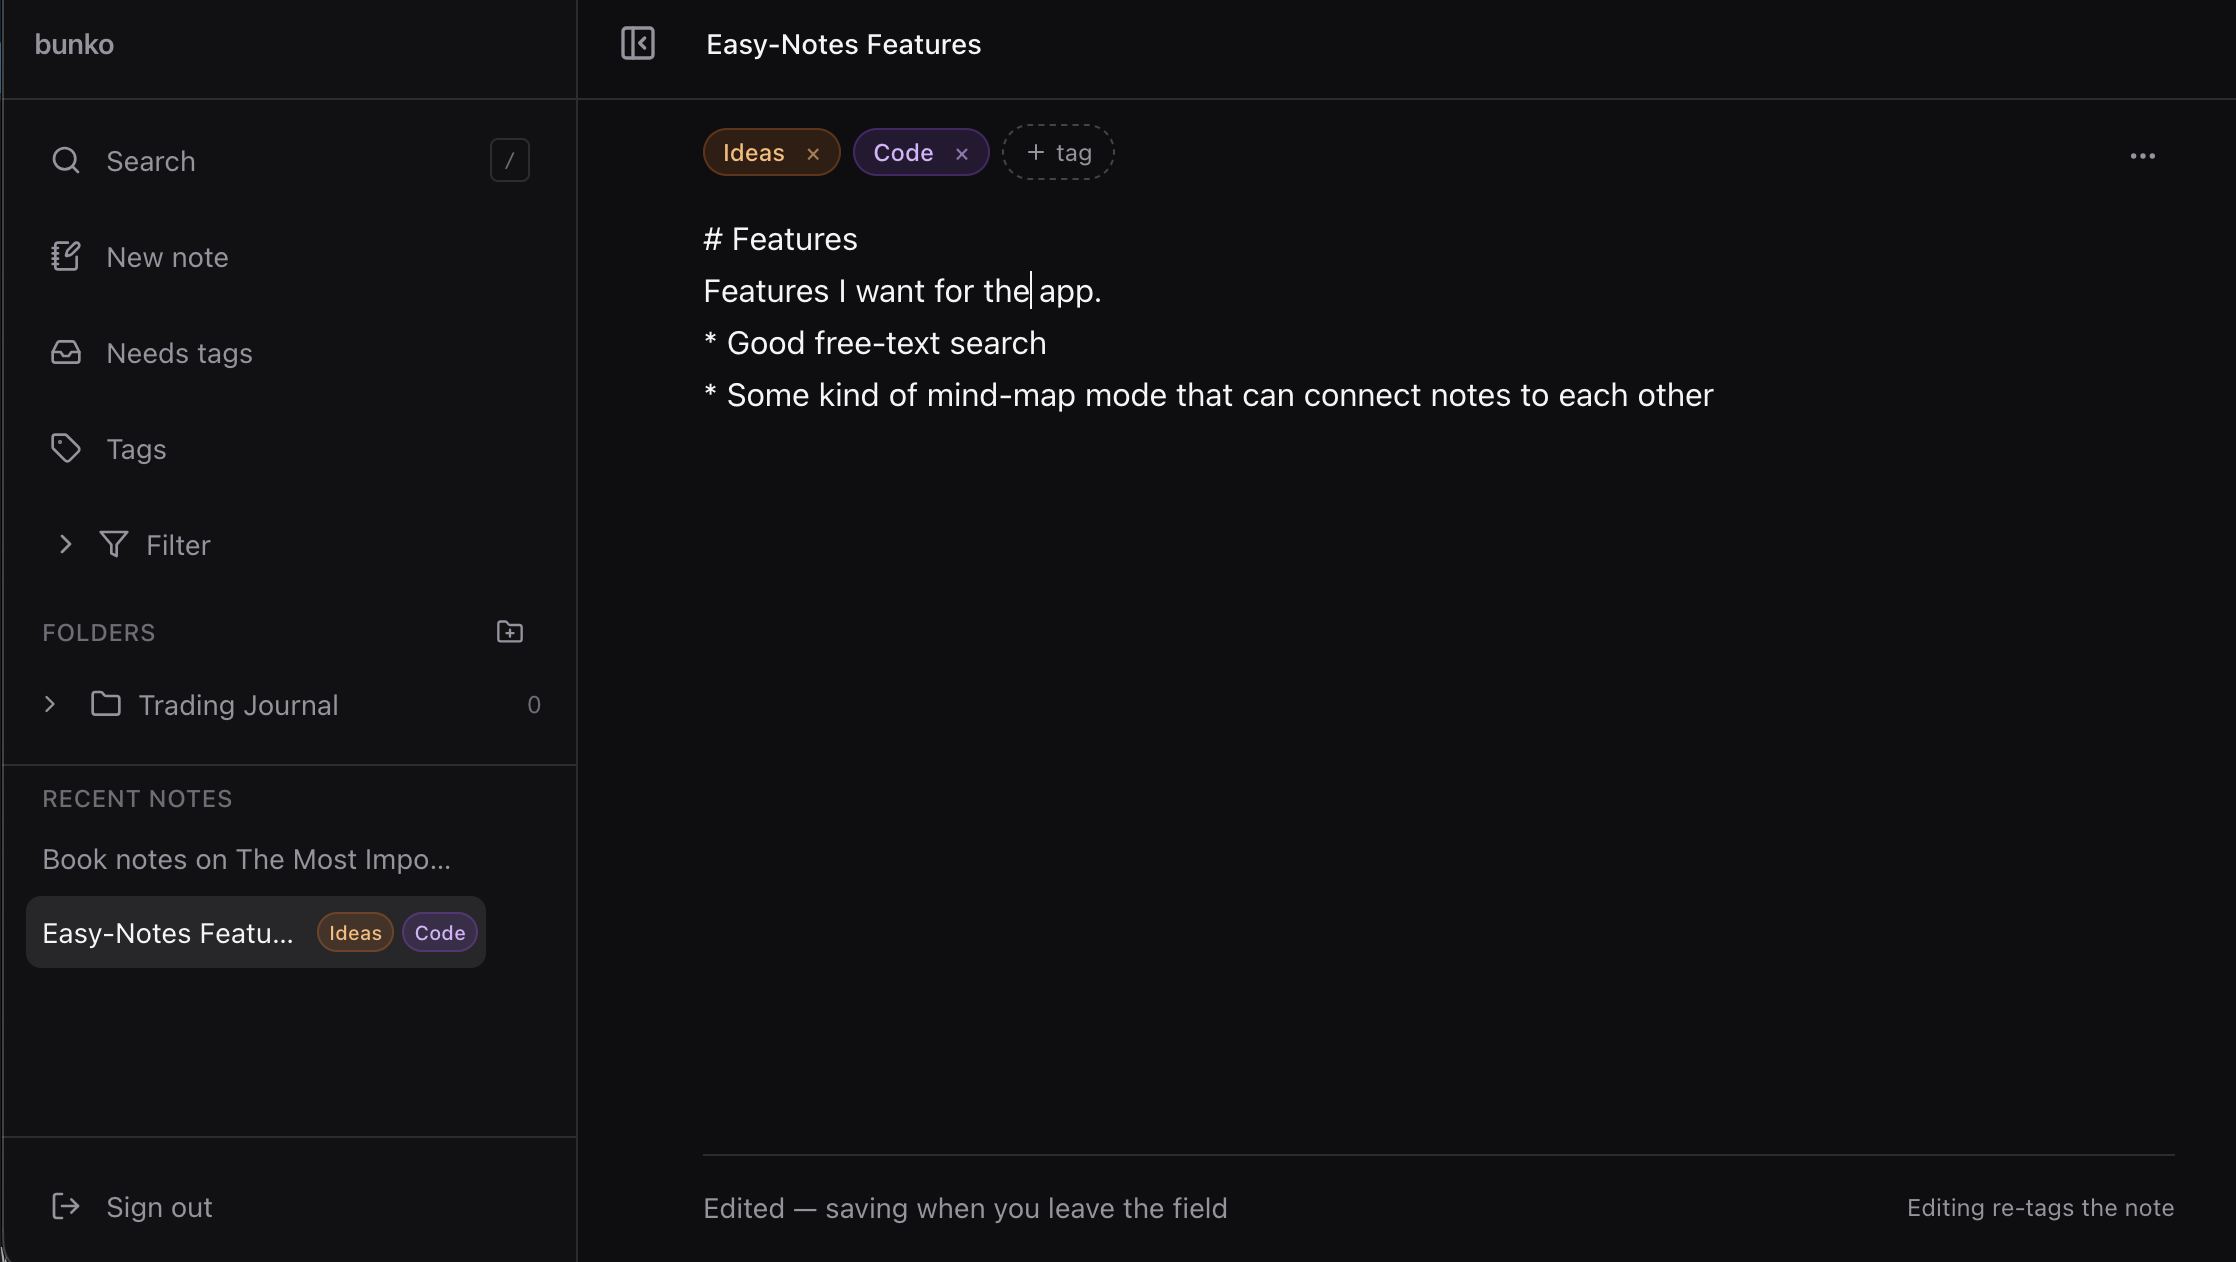 bunko
Easy-Notes Features
Search /
New note
Needs tags
Tags
Filter
FOLDERS
Trading Journal 0
RECENT NOTES
Book notes on The Most Impo...
Easy-Notes Featu... Ideas Code
Sign out
Ideas × Code × + tag
# Features
Features I want for the app.
* Good free-text search
* Some kind of mind-map mode that can connect notes to each other
Edited — saving when you leave the field
Editing re-tags the note